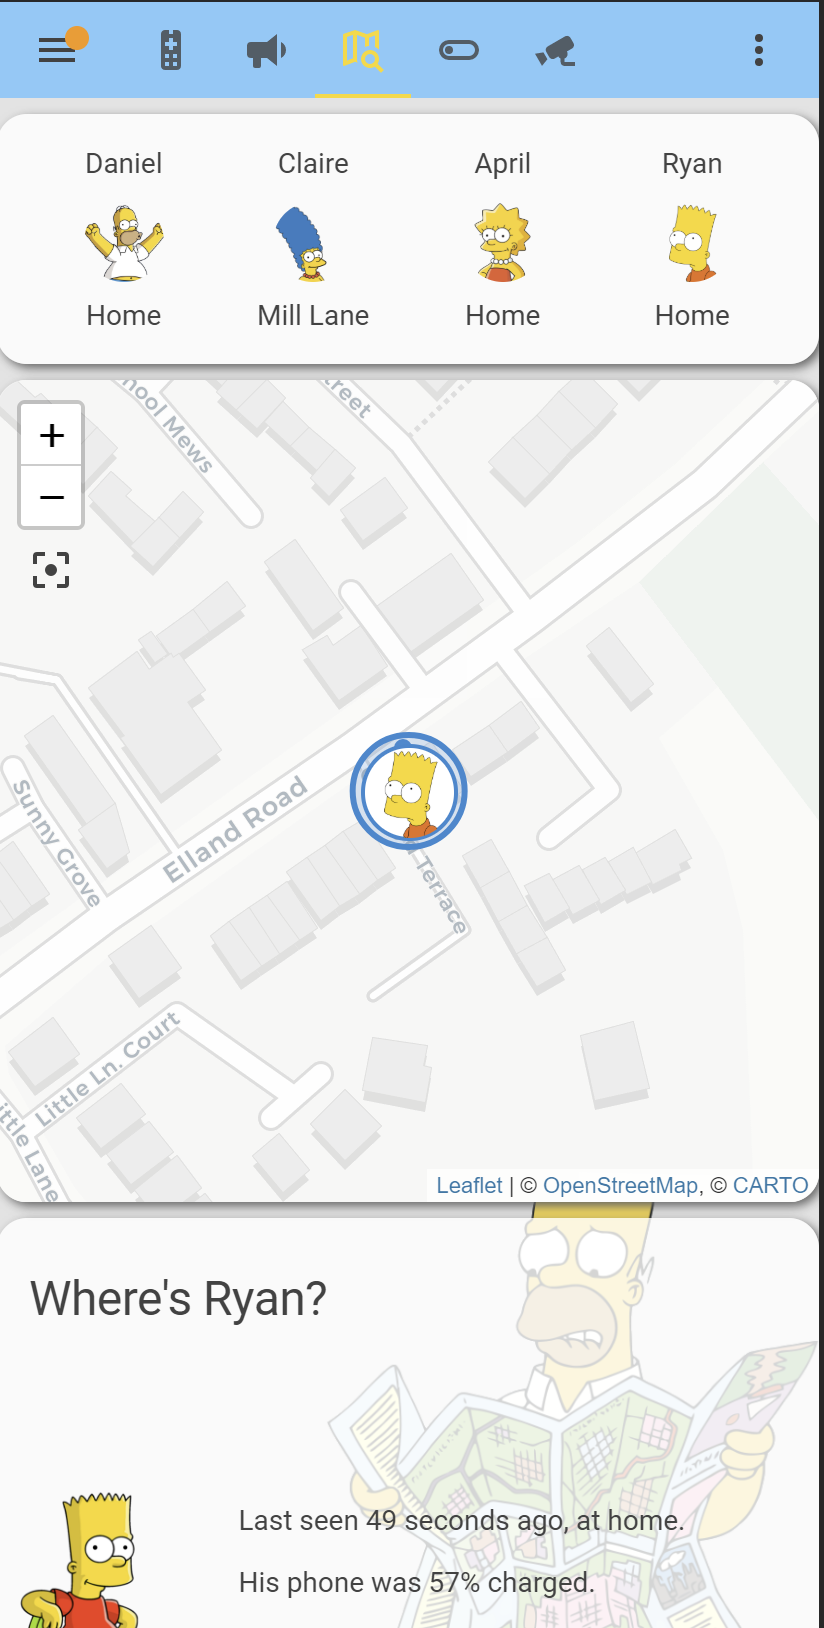 Daniel Claire April Ryan
Home Mill Lane Home Home
hool Mews
reet
+
−
Sunny Grove
Elland Road
Terrace
Little Ln. Court
ittle Lane
Leaflet | © OpenStreetMap, © CARTO
Where's Ryan?
Last seen 49 seconds ago, at home.
His phone was 57% charged.